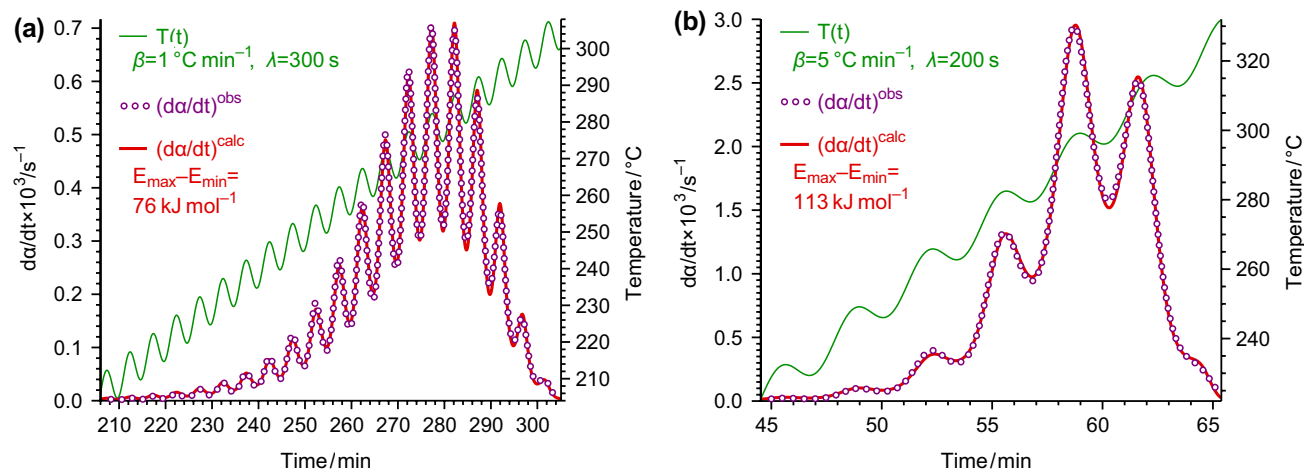 (a)
T(t)
β=1 °C min⁻¹, λ=300 s
(dα/dt)ᵒᵇˢ
(dα/dt)ᶜᵃˡᶜ
Eₘₐₓ–Eₘᵢₙ=
76 kJ mol⁻¹
dα/dt×10³/s⁻¹
0.7
0.6
0.5
0.4
0.3
0.2
0.1
0.0
210 220 230 240 250 260 270 280 290 300
Time/min
300
290
280
270
260
250
240
230
220
210
Temperature/°C
(b)
T(t)
β=5 °C min⁻¹, λ=200 s
(dα/dt)ᵒᵇˢ
(dα/dt)ᶜᵃˡᶜ
Eₘₐₓ–Eₘᵢₙ=
113 kJ mol⁻¹
dα/dt×10³/s⁻¹
3.0
2.5
2.0
1.5
1.0
0.5
0.0
45 50 55 60 65
Time/min
320
300
280
260
240
Temperature/°C